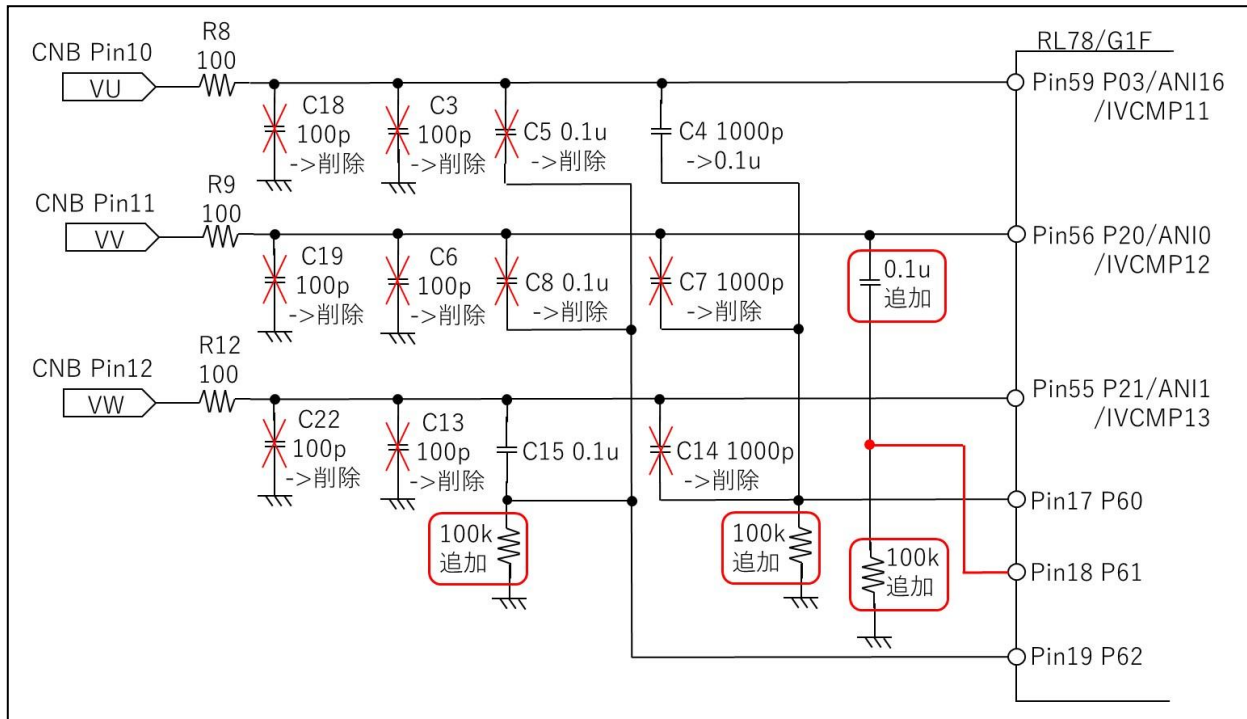 RL78/G1F
R8
100
CNB Pin10
VU
C18
100p
->削除
C3
100p
->削除
C5 0.1u
->削除
C4 1000p
->0.1u
Pin59 P03/ANI16
/IVCMP11
R9
100
CNB Pin11
VV
C19
100p
->削除
C6
100p
->削除
C8 0.1u
->削除
C7 1000p
->削除
0.1u
追加
Pin56 P20/ANI0
/IVCMP12
R12
100
CNB Pin12
VW
C22
100p
->削除
C13
100p
->削除
C15 0.1u
C14 1000p
->削除
Pin55 P21/ANI1
/IVCMP13
100k
追加
100k
追加
100k
追加
Pin17 P60
Pin18 P61
Pin19 P62